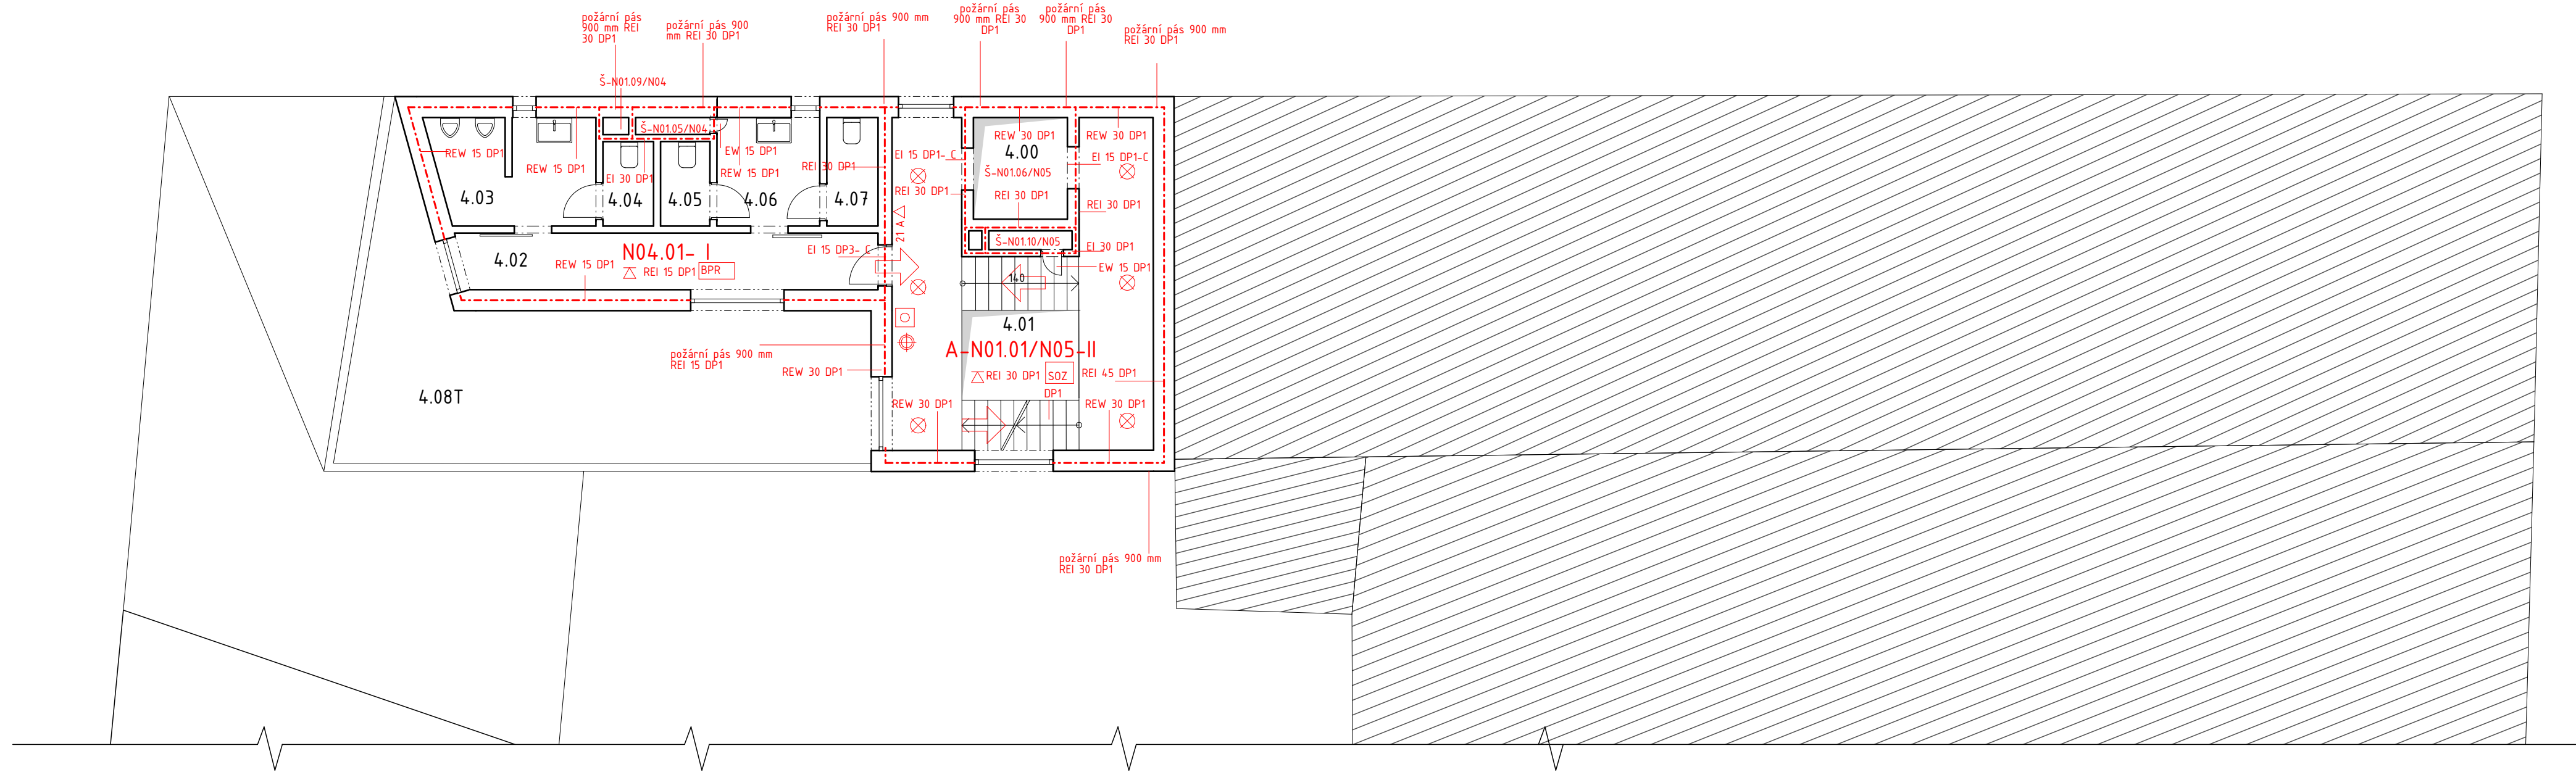 požární pás
900 mm REI
30 DP1
požární pás 900
mm REI 30 DP1
požární pás 900 mm
REI 30 DP1
požární pás
900 mm REI 30
DP1
požární pás
900 mm REI 30
DP1
požární pás 900 mm
REI 30 DP1
Š-N01.09/N04
Š-N01.05/N04
REW 15 DP1
REW 15 DP1
EI 30 DP1
EW 15 DP1
REW 15 DP1
REI 30 DP1
EI 15 DP1- C
REI 30 DP1
REW 30 DP1
4.00
Š-N01.06/N05
REI 30 DP1
REW 30 DP1
EI 15 DP1-C
REI 30 DP1
4.03
4.04
4.05
4.06
4.07
21 A
Š-N01.10/N05
EI 30 DP1
EW 15 DP1
4.02
N04.01- I
REW 15 DP1
REI 15 DP1
BPR
EI 15 DP3- C
140
4.01
A-N01.01/N05-II
REI 30 DP1
SOZ
REI 45 DP1
DP1
požární pás 900 mm
REI 15 DP1
REW 30 DP1
4.08T
REW 30 DP1
REW 30 DP1
požární pás 900 mm
REI 30 DP1